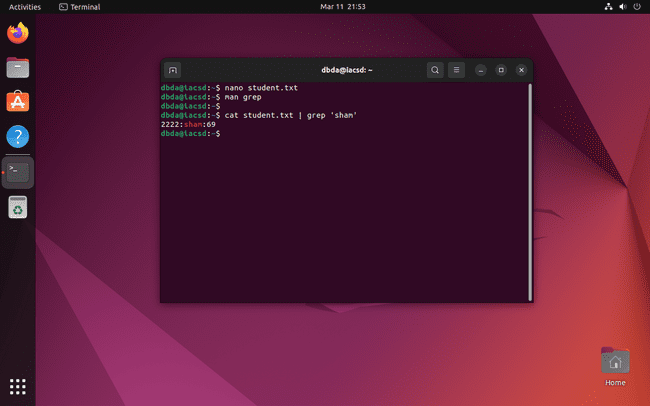 Activities Terminal Mar 11 21:53
dbda@iacsd: ~
dbda@iacsd:~$ nano student.txt
dbda@iacsd:~$ man grep
dbda@iacsd:~$
dbda@iacsd:~$ cat student.txt | grep 'sham'
2222:sham:69
dbda@iacsd:~$
Home